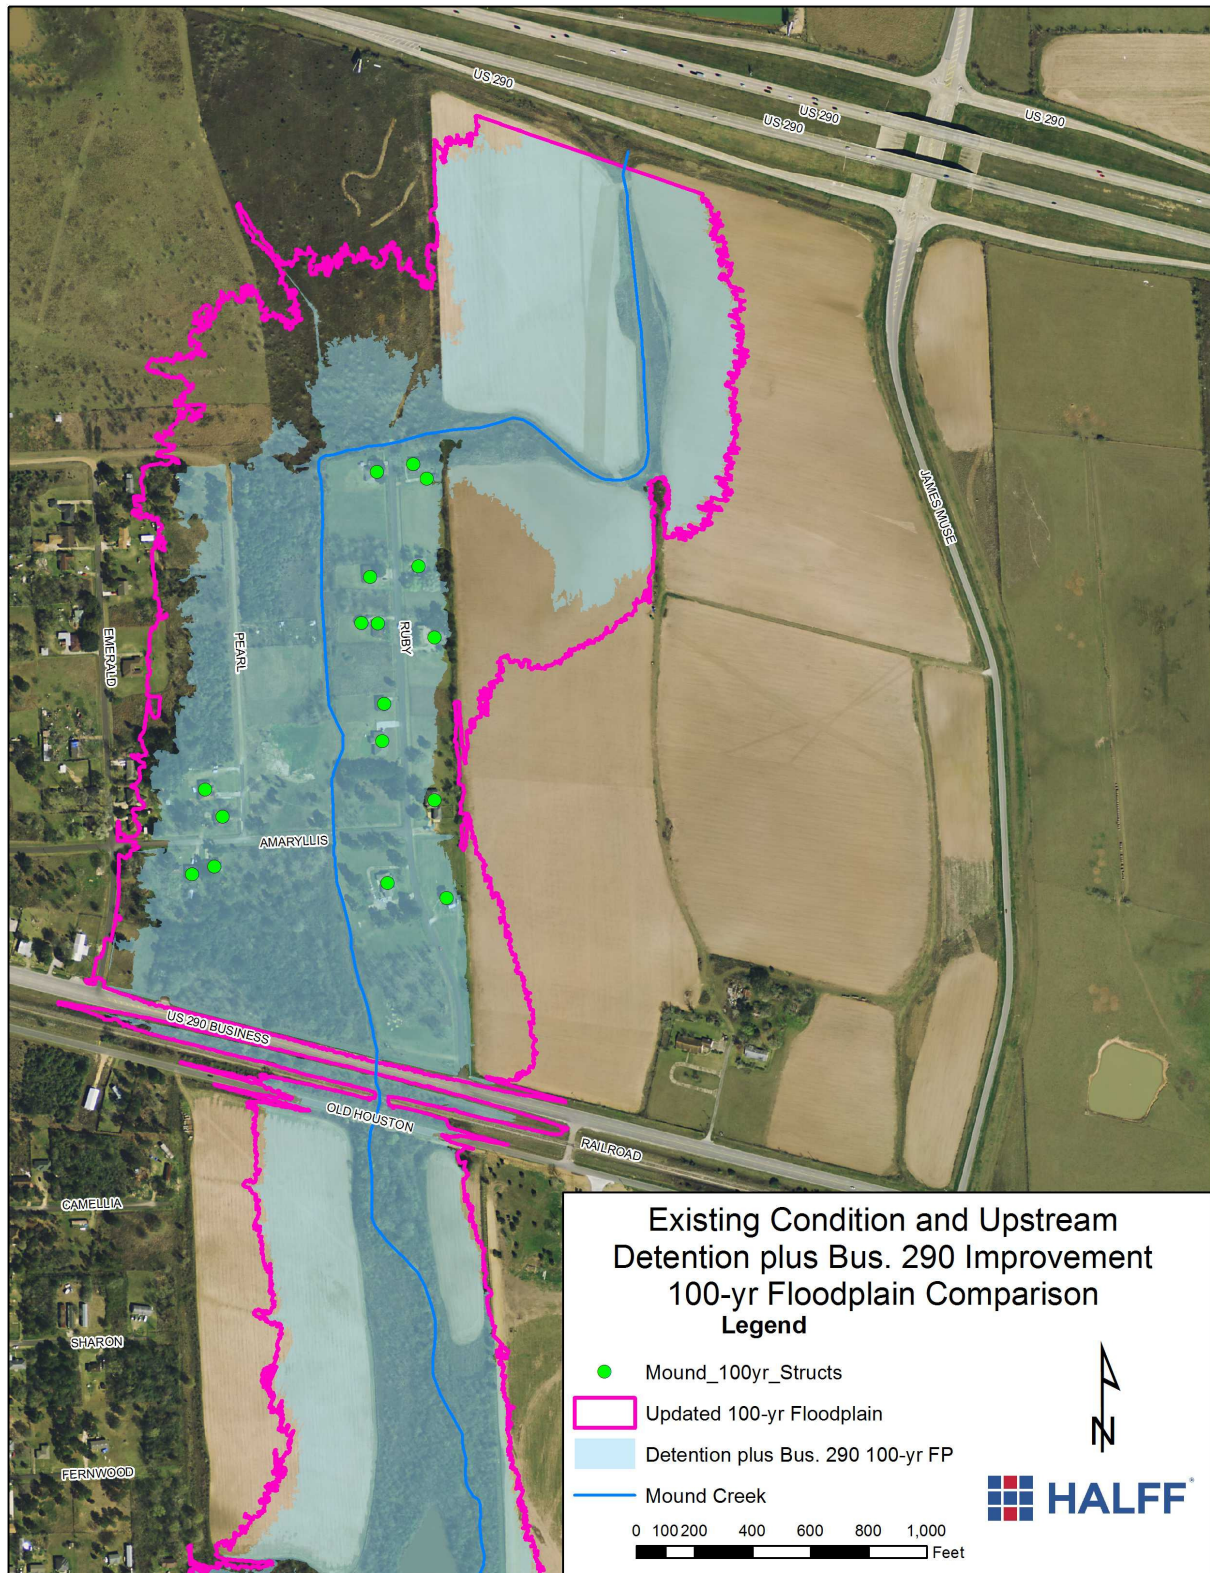 US 290
US 290
US 290
US 290
JAMES MUSE
EMERALD
PEARL
RUBY
AMARYLLIS
US 290 BUSINESS
OLD HOUSTON
RAILROAD
CAMELLIA
SHARON
FERNWOOD
Existing Condition and Upstream
Detention plus Bus. 290 Improvement
100-yr Floodplain Comparison
Legend
Mound_100yr_Structs
Updated 100-yr Floodplain
Detention plus Bus. 290 100-yr FP
Mound Creek
N
HALFF®
0 100 200 400 600 800 1,000
Feet